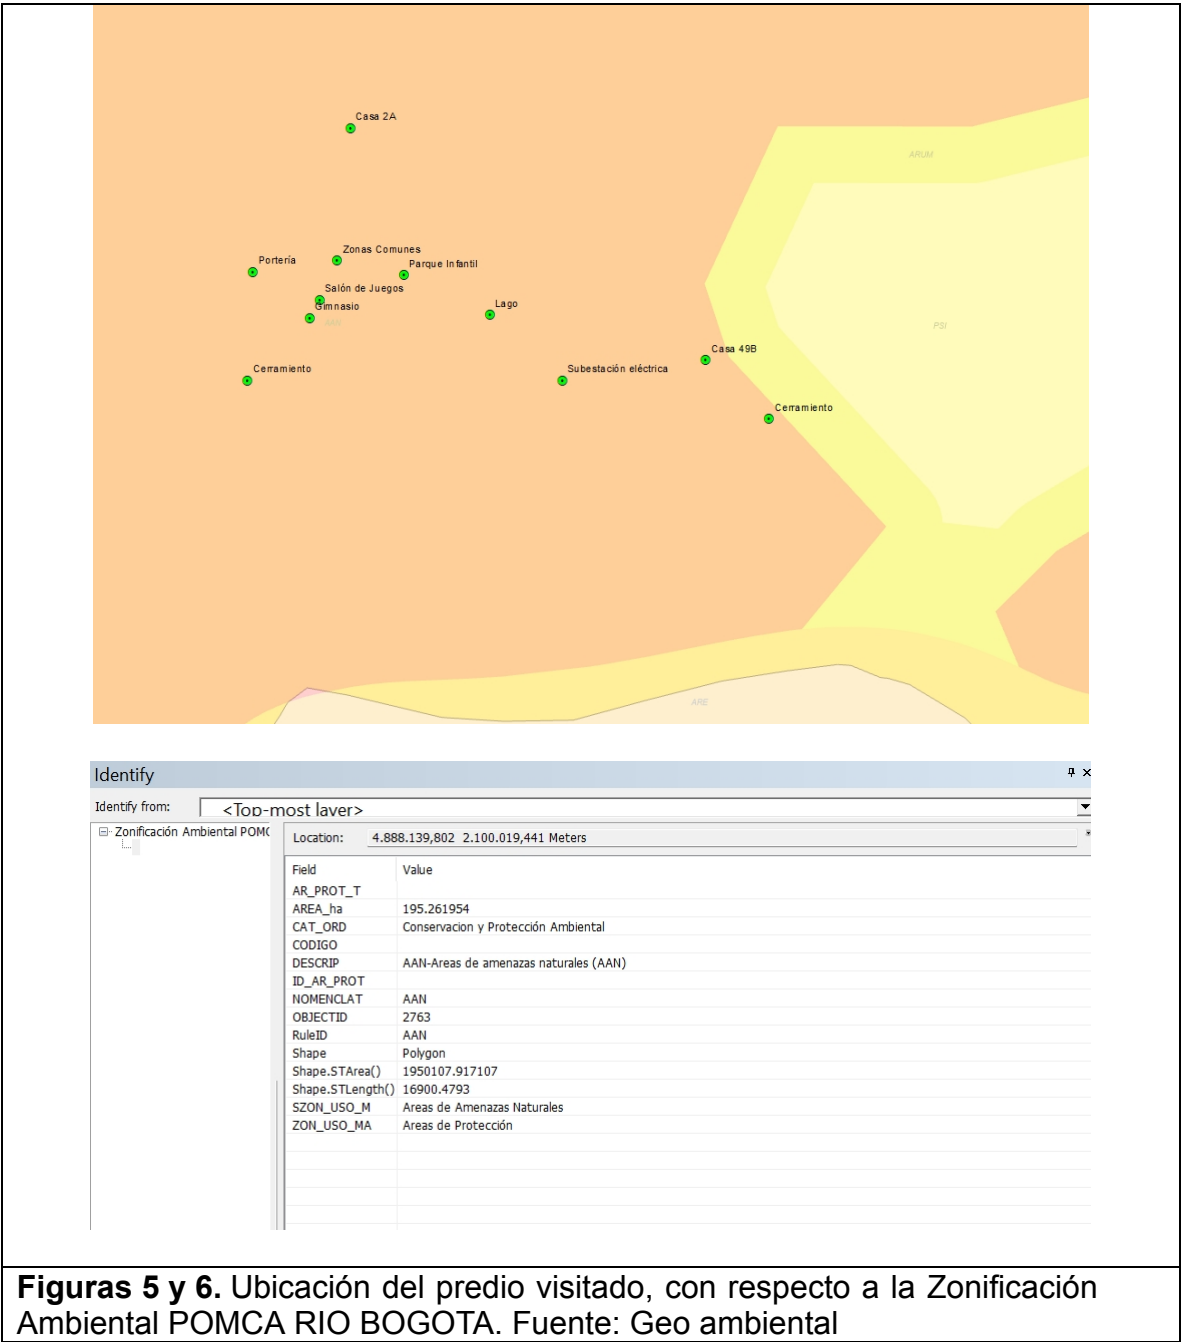 Casa 2A
ARUM
Zonas Comunes
Portería
Parque Infantil
Salón de Juegos
Gimnasio
AAN
Lago
PSI
Casa 49B
Cerramiento
Subestación eléctrica
Cerramiento
ARE
Identify
Identify from:
<Top-most layer>
Zonificación Ambiental POMC
Location: 4.888.139,802 2.100.019,441 Meters
Field Value
AR_PROT_T
AREA_ha 195.261954
CAT_ORD Conservacion y Protección Ambiental
CODIGO
DESCRIP AAN-Areas de amenazas naturales (AAN)
ID_AR_PROT
NOMENCLAT AAN
OBJECTID 2763
RuleID AAN
Shape Polygon
Shape.STArea() 1950107.917107
Shape.STLength() 16900.4793
SZON_USO_M Areas de Amenazas Naturales
ZON_USO_MA Areas de Protección
Figuras 5 y 6. Ubicación del predio visitado, con respecto a la Zonificación
Ambiental POMCA RIO BOGOTA. Fuente: Geo ambiental